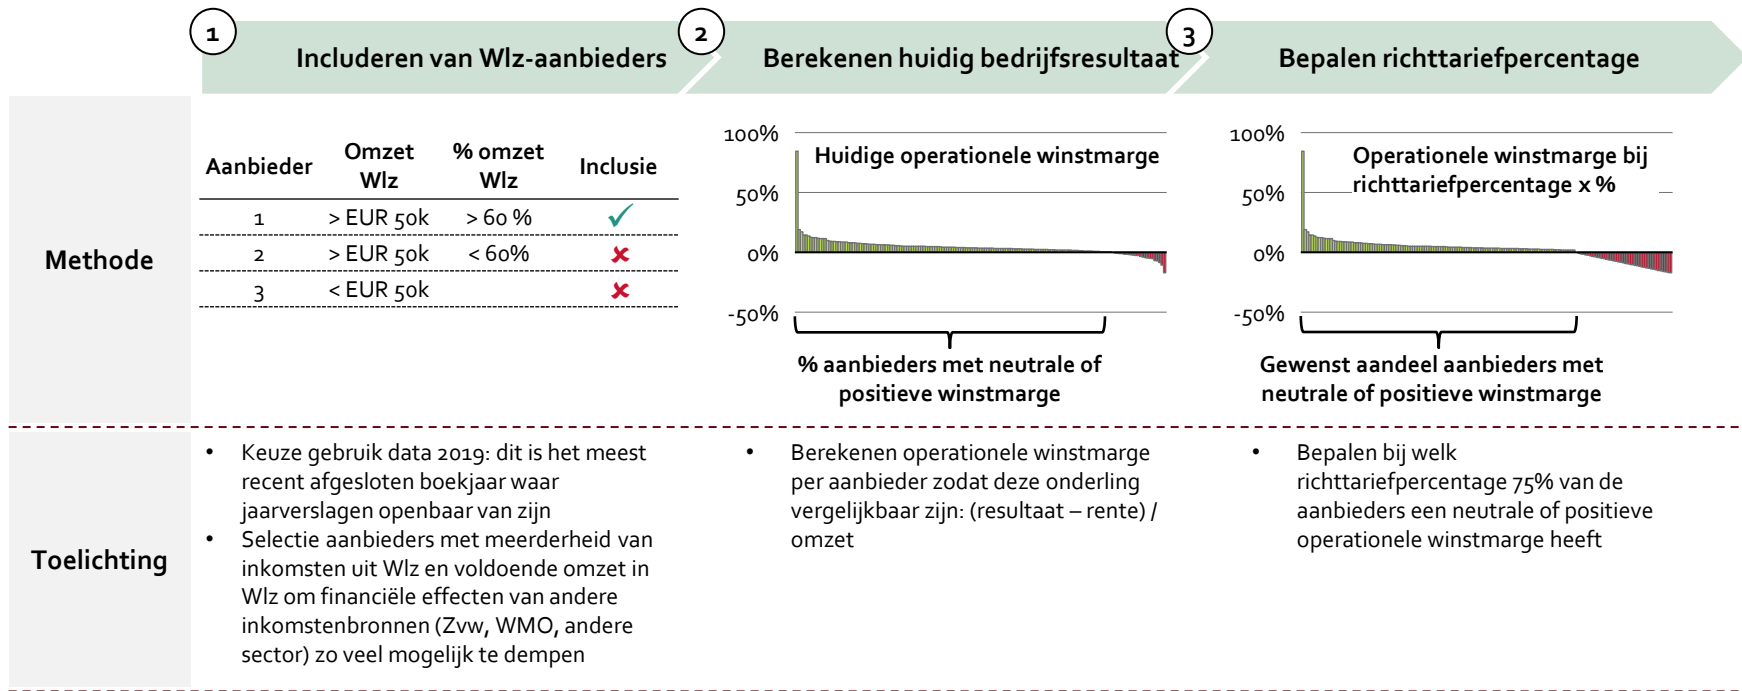 1
Includeren van Wlz-aanbieders
2
Berekenen huidig bedrijfsresultaat
3
Bepalen richttariefpercentage
Methode
Aanbieder
Omzet
Wlz
% omzet
Wlz
Inclusie
1 > EUR 50k > 60 %
2 > EUR 50k < 60%
3 < EUR 50k
100%
50%
0%
-50%
Huidige operationele winstmarge
% aanbieders met neutrale of
positieve winstmarge
100%
50%
0%
-50%
Operationele winstmarge bij
richttariefpercentage x %
Gewenst aandeel aanbieders met
neutrale of positieve winstmarge
Toelichting
• Keuze gebruik data 2019: dit is het meest
recent afgesloten boekjaar waar
jaarverslagen openbaar van zijn
• Selectie aanbieders met meerderheid van
inkomsten uit Wlz en voldoende omzet in
Wlz om financiële effecten van andere
inkomstenbronnen (Zvw, WMO, andere
sector) zo veel mogelijk te dempen
• Berekenen operationele winstmarge
per aanbieder zodat deze onderling
vergelijkbaar zijn: (resultaat – rente) /
omzet
• Bepalen bij welk
richttariefpercentage 75% van de
aanbieders een neutrale of positieve
operationele winstmarge heeft